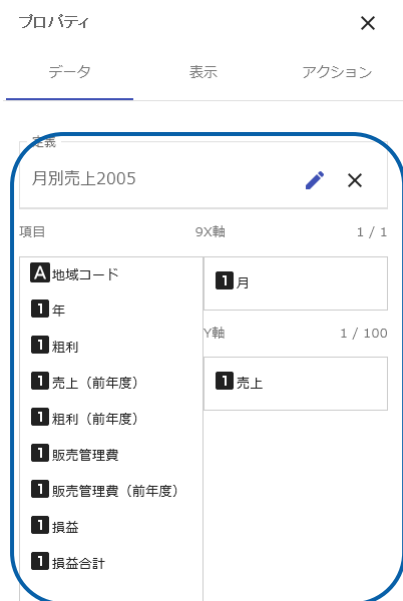 プロパティ ×
データ 表示 アクション
定義
月別売上2005
項目 9X軸 1 / 1
A 地域コード
1 月
1 年
Y軸 1 / 100
1 粗利
1 売上（前年度）
1 売上
1 粗利（前年度）
1 販売管理費
1 販売管理費（前年度）
1 損益
1 損益合計